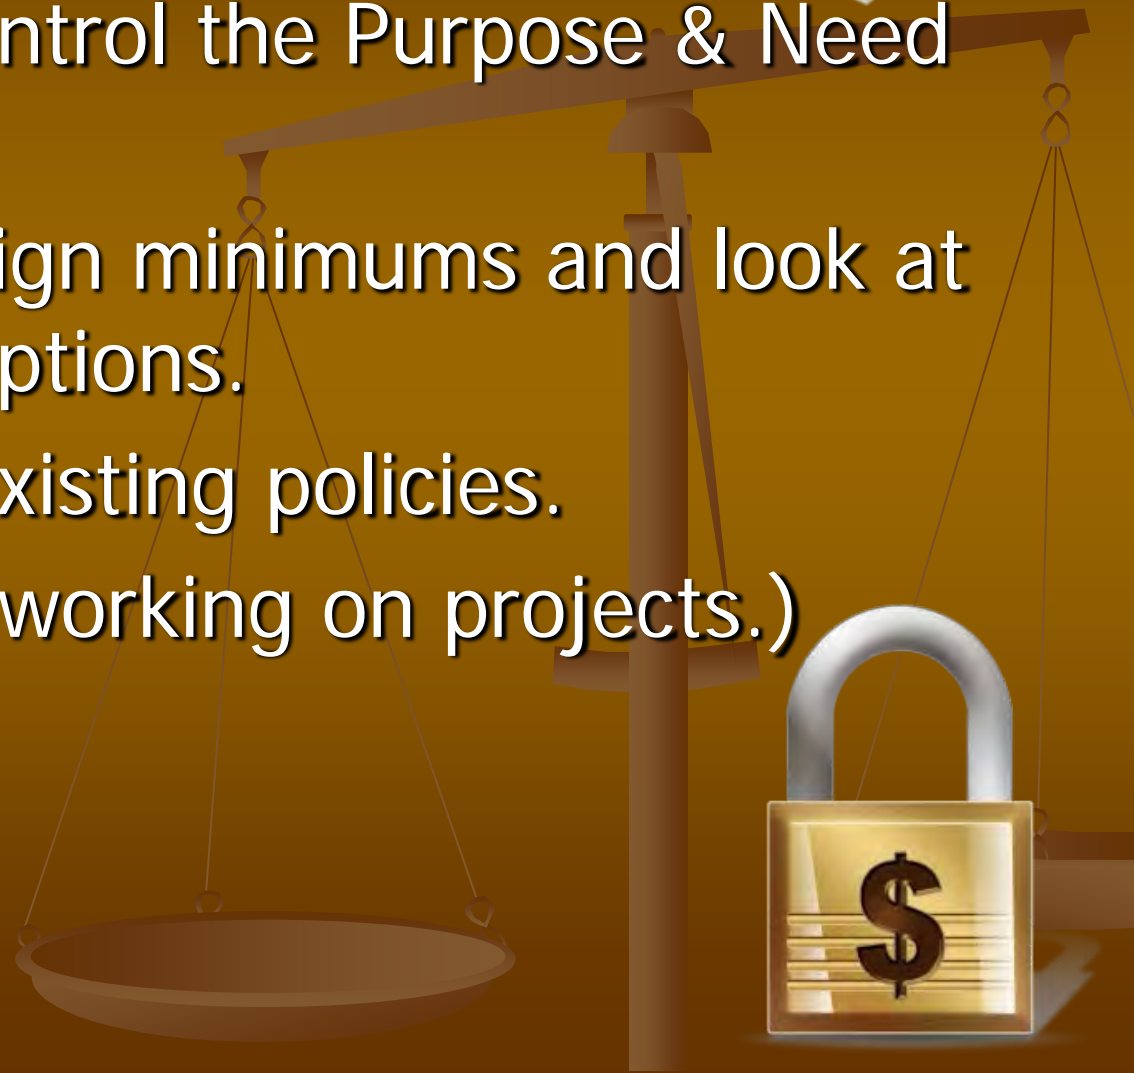 ntrol the Purpose & Need
ign minimums and look at
ptions.
xisting policies.
working on projects.)
$